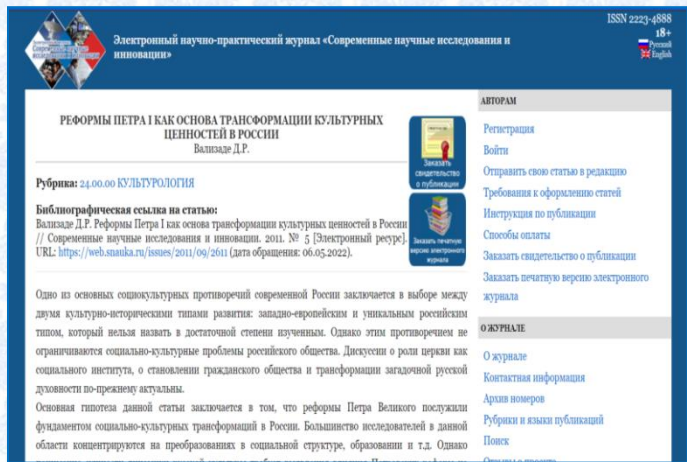 Электронный научно-практический журнал «Современные научные исследования и
инновации»
ISSN 2223-4888
18+
Русский
English
РЕФОРМЫ ПЕТРА I КАК ОСНОВА ТРАНСФОРМАЦИИ КУЛЬТУРНЫХ
ЦЕННОСТЕЙ В РОССИИ
Вализаде Д.Р.
Рубрика: 24.00.00 КУЛЬТУРОЛОГИЯ
Библиографическая ссылка на статью:
Вализаде Д.Р. Реформы Петра I как основа трансформации культурных ценностей в России
// Современные научные исследования и инновации. 2011. № 5 [Электронный ресурс].
URL: https://web.snauka.ru/issues/2011/09/2611 (дата обращения: 06.05.2022).
Заказать
свидетельство
о публикации
Заказать печатную
версию электронного
журнала
Одно из основных социокультурных противоречий современной России заключается в выборе между
двумя культурно-историческими типами развития: западно-европейским и уникальным российским
типом, который нельзя назвать в достаточной степени изученным. Однако этим противоречием не
ограничиваются социально-культурные проблемы российского общества. Дискуссии о роли церкви как
социального института, о становлении гражданского общества и трансформации загадочной русской
духовности по-прежнему актуальны.
Основная гипотеза данной статьи заключается в том, что реформы Петра Великого послужили
фундаментом социально-культурных трансформаций в России. Большинство исследователей в данной
области концентрируются на преобразованиях в социальной структуре, образовании и т.д. Однако
АВТОРАМ
Регистрация
Войти
Отправить свою статью в редакцию
Требования к оформлению статей
Инструкция по публикации
Способы оплаты
Заказать свидетельство о публикации
Заказать печатную версию электронного
журнала
О ЖУРНАЛЕ
О журнале
Контактная информация
Архив номеров
Рубрики и языки публикаций
Поиск